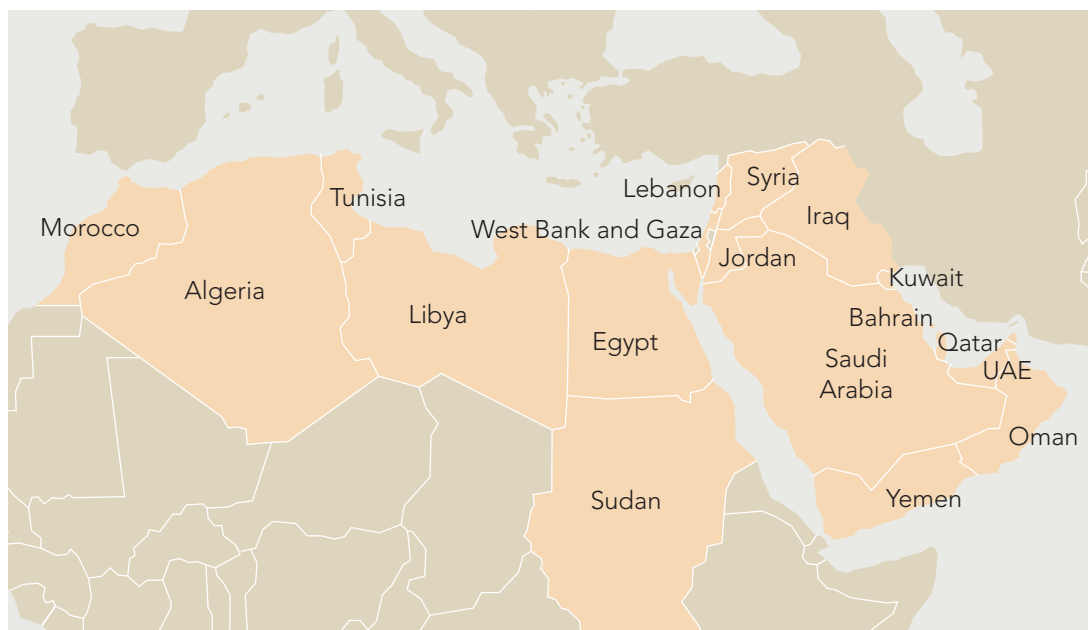 Syria
Lebanon
Tunisia
Iraq
Morocco
West Bank and Gaza
Jordan
Kuwait
Algeria
Libya
Bahrain
Egypt
Qatar
Saudi
Arabia
UAE
Oman
Sudan
Yemen